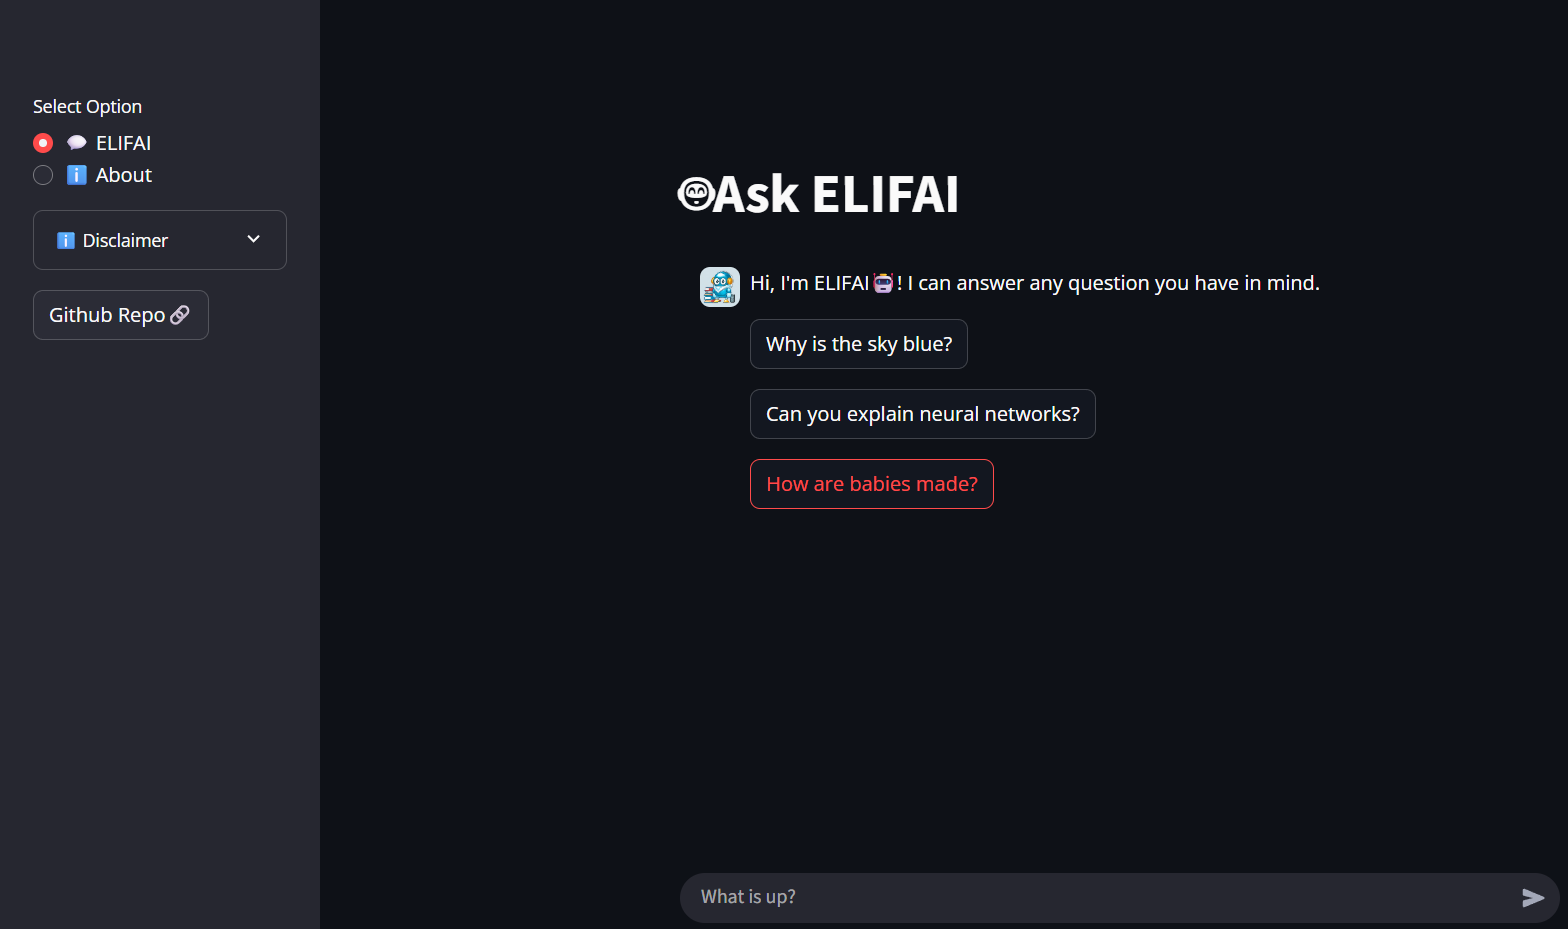 Select Option
ELIFAI
About
Disclaimer
Github Repo
Ask ELIFAI
Hi, I'm ELIFAI! I can answer any question you have in mind.
Why is the sky blue?
Can you explain neural networks?
How are babies made?
What is up?